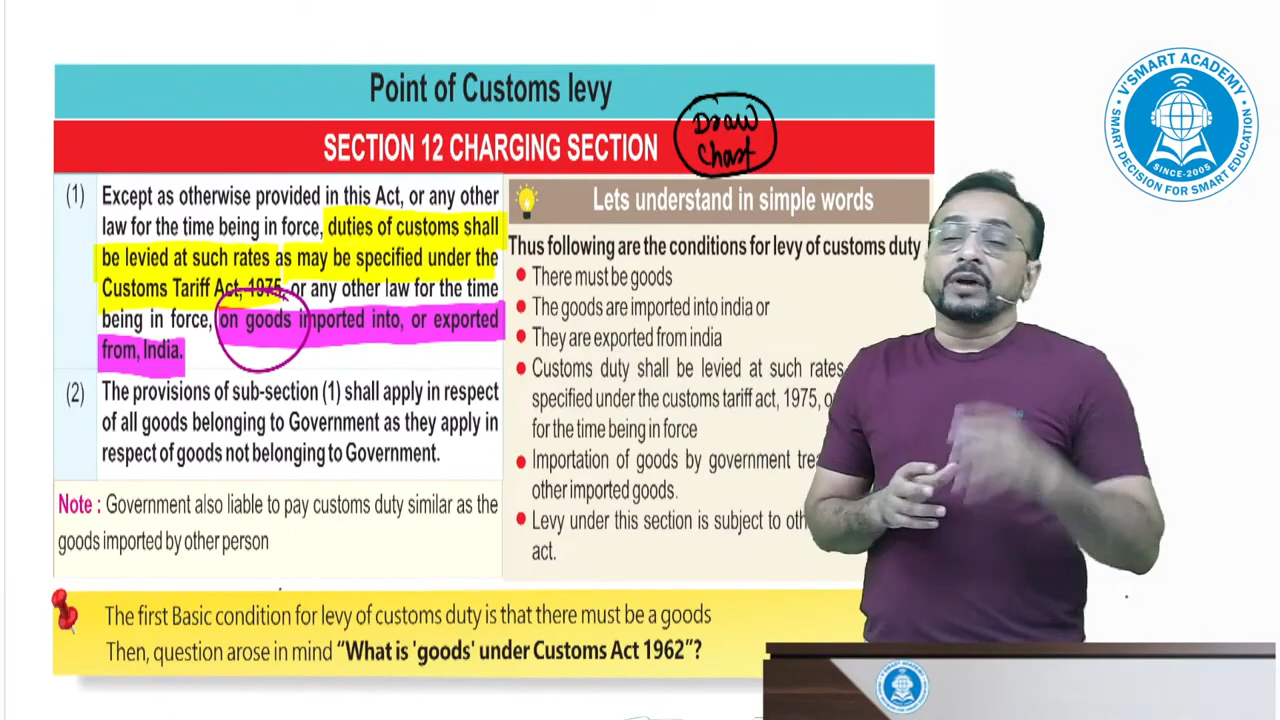 Point of Customs levy
SECTION 12 CHARGING SECTION
Draw
Chart
(1)
Except as otherwise provided in this Act, or any other
law for the time being in force, duties of customs shall
be levied at such rates as may be specified under the
Customs Tariff Act, 1975, or any other law for the time
being in force, on goods imported into, or exported
from, India.
(2)
The provisions of sub-section (1) shall apply in respect
of all goods belonging to Government as they apply in
respect of goods not belonging to Government.
Note : Government also liable to pay customs duty similar as the
goods imported by other person
Lets understand in simple words
Thus following are the conditions for levy of customs duty
There must be goods
The goods are imported into india or
They are exported from india
Customs duty shall be levied at such rates
specified under the customs tariff act, 1975,
for the time being in force
Importation of goods by government
other imported goods.
Levy under this section is subject to
act.
The first Basic condition for levy of customs duty is that there must be a goods
Then, question arose in mind “What is 'goods' under Customs Act 1962”?
V'SMART ACADEMY
SINCE-2005
SMART DECISION FOR SMART EDUCATION